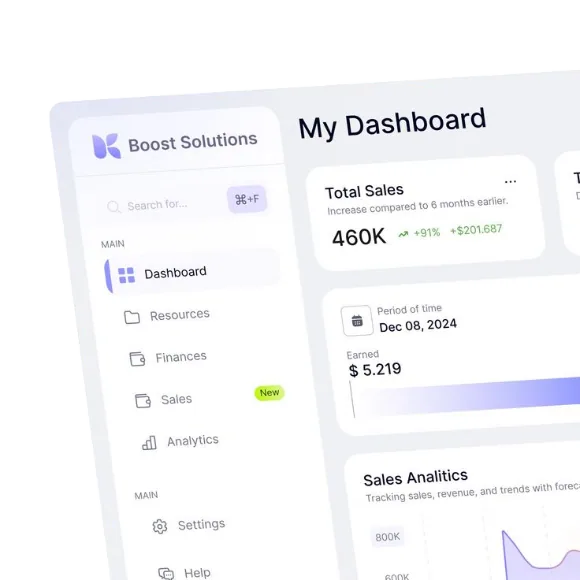 Boost Solutions
Search for...
⌘+F
MAIN
Dashboard
Resources
Finances
Sales
New
Analytics
MAIN
Settings
Help
My Dashboard
Total Sales
...
Increase compared to 6 months earlier.
460K
+91%
+$201.687
Period of time
Dec 08, 2024
Earned
$ 5.219
Sales Analitics
Tracking sales, revenue, and trends with
800K
600K